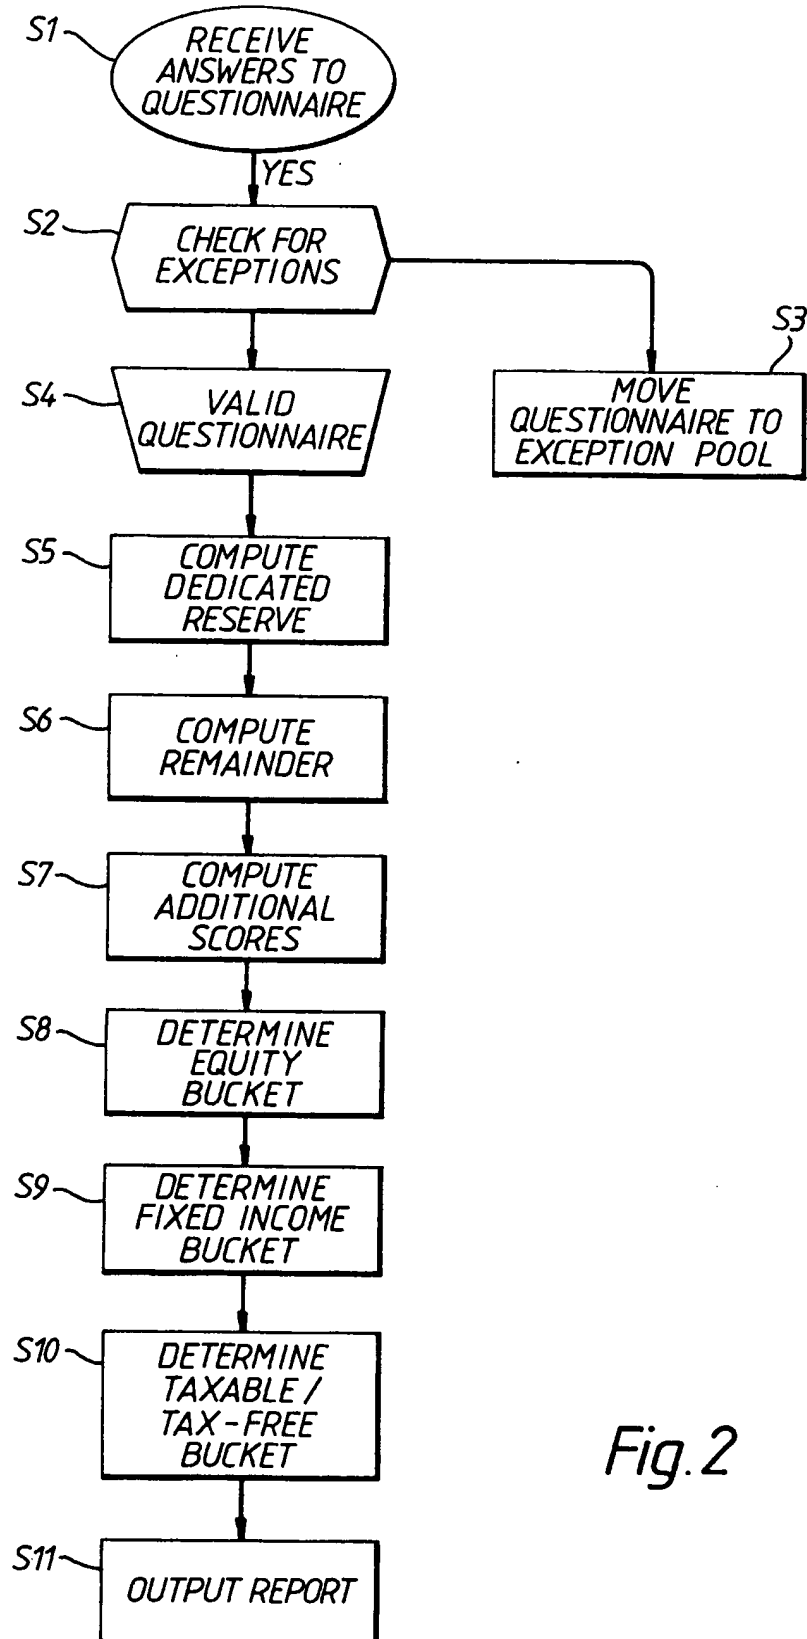 S1
RECEIVE
ANSWERS TO
QUESTIONNAIRE
YES
S2
CHECK FOR
EXCEPTIONS
S3
MOVE
QUESTIONNAIRE TO
EXCEPTION POOL
S4
VALID
QUESTIONNAIRE
S5
COMPUTE
DEDICATED
RESERVE
S6
COMPUTE
REMAINDER
S7
COMPUTE
ADDITIONAL
SCORES
S8
DETERMINE
EQUITY
BUCKET
S9
DETERMINE
FIXED INCOME
BUCKET
S10
DETERMINE
TAXABLE /
TAX-FREE
BUCKET
S11
OUTPUT REPORT
Fig.2